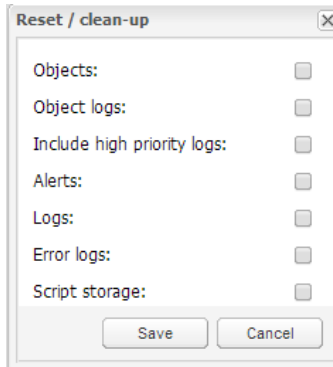 Reset / clean-up
Objects:
Object logs:
Include high priority logs:
Alerts:
Logs:
Error logs:
Script storage:
Save Cancel